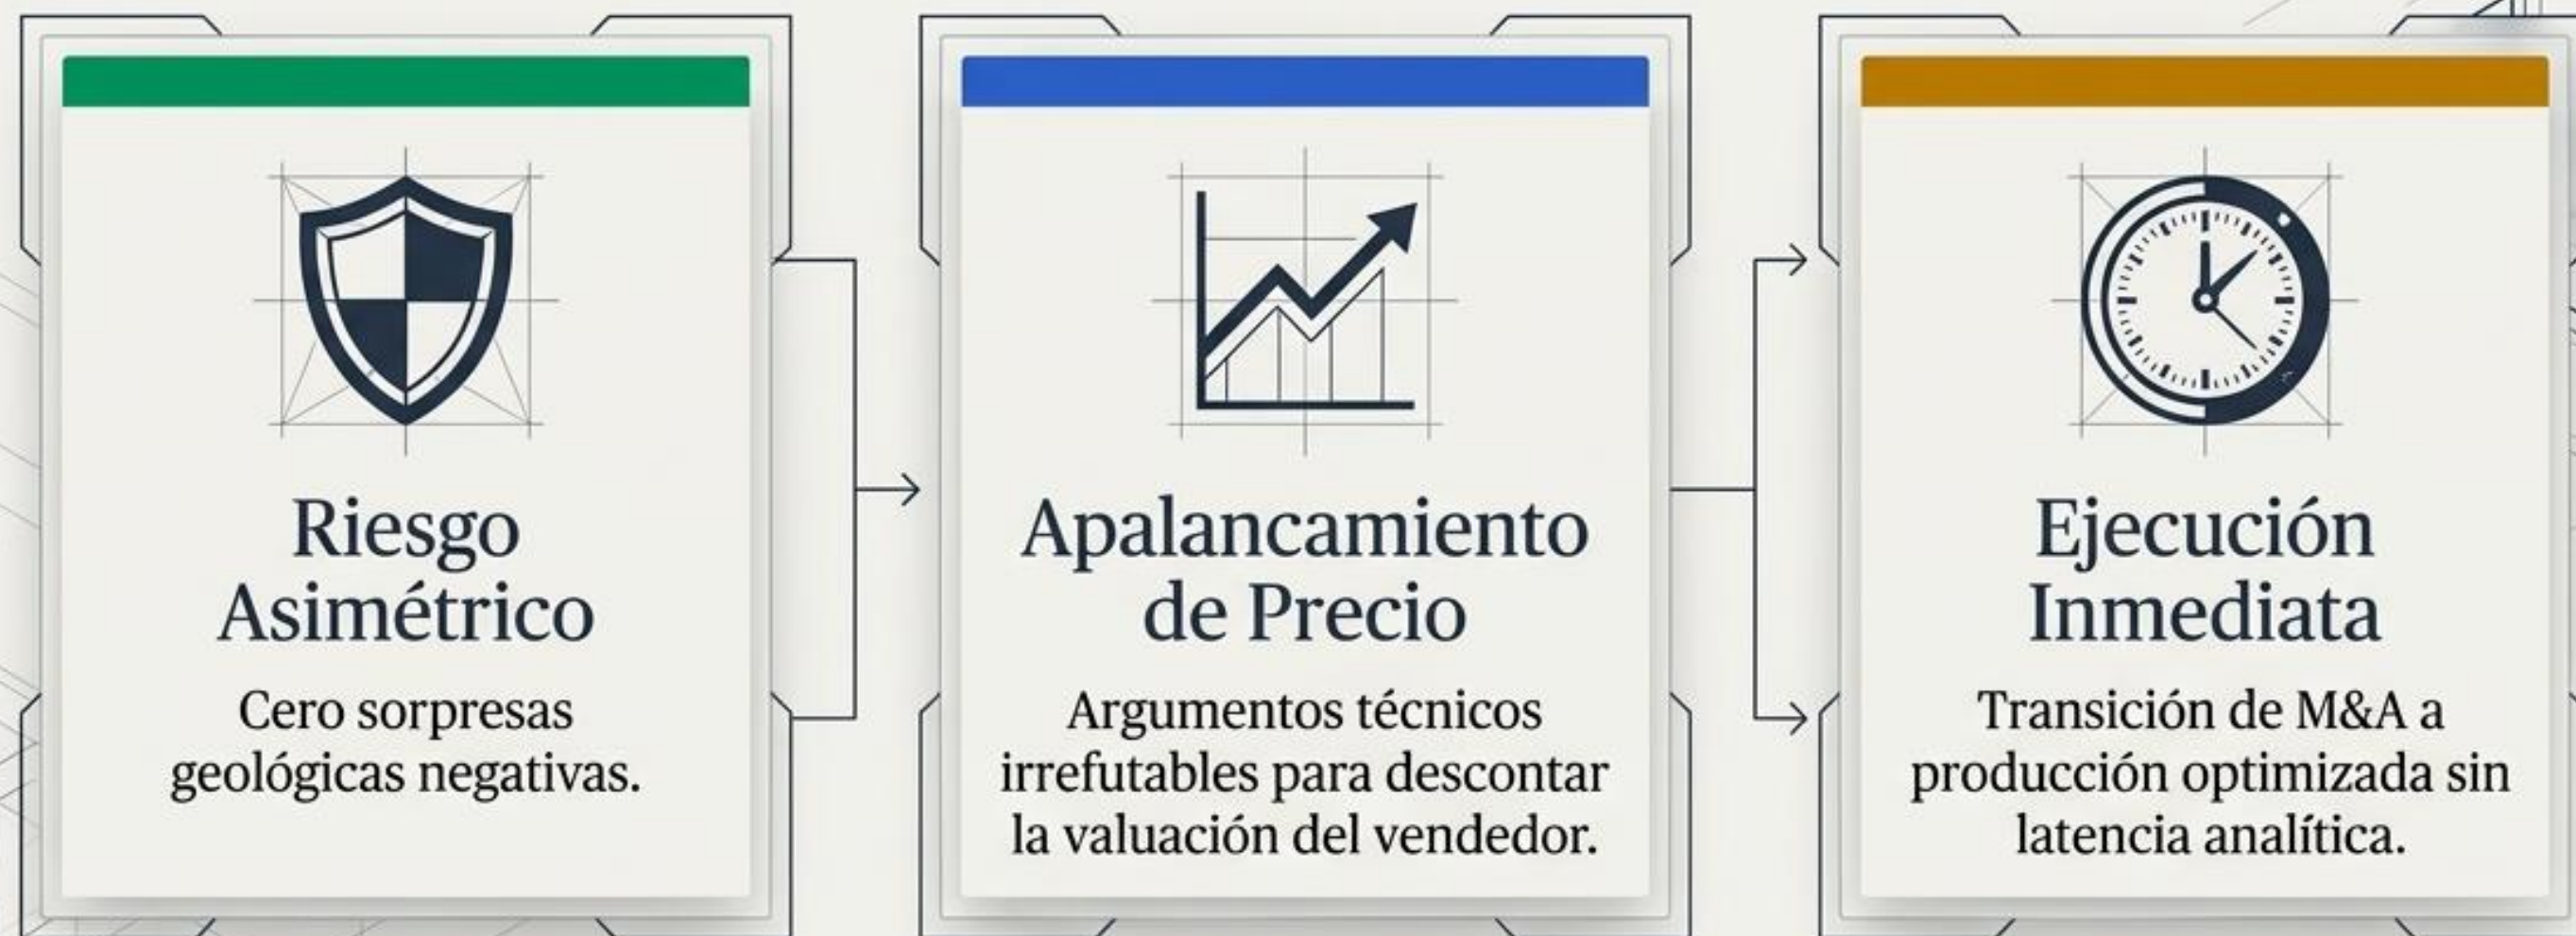 Riesgo
Asimétrico
Cero sorpresas
geológicas negativas.
Apalancamiento
de Precio
Argumentos técnicos
irrefutables para descontar
la valuación del vendedor.
Ejecución
Inmediata
Transición de M&A a
producción optimizada sin
latencia analítica.